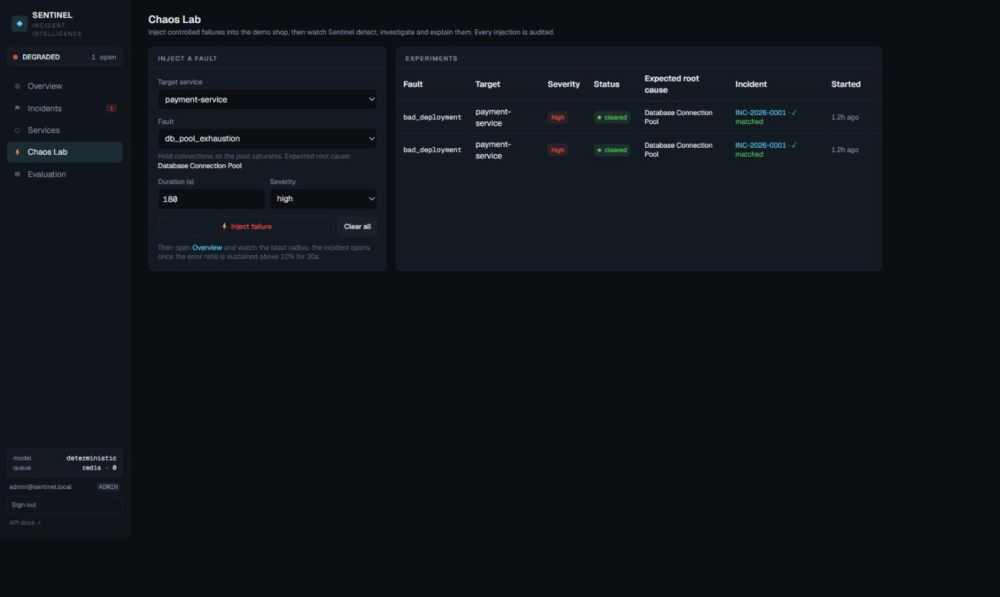 SENTINEL
INCIDENT
INTELLIGENCE
DEGRADED 1 open
Overview
Incidents 1
Services
Chaos Lab
Evaluation
model deterministic
queue redis · 0
admin@sentinel.local ADMIN
Sign out
API docs ↗
Chaos Lab
Inject controlled failures into the demo shop, then watch Sentinel detect, investigate and explain them. Every injection is audited.
INJECT A FAULT
Target service
payment-service
Fault
db_pool_exhaustion
Hold connections so the pool saturates. Expected root cause:
Database Connection Pool
Duration (s) Severity
180 high
Inject failure Clear all
Then open Overview and watch the blast radius; the incident opens
once the error ratio is sustained above 10% for 30s.
EXPERIMENTS
Fault Target Severity Status Expected root cause Incident Started
bad_deployment payment-service high cleared Database Connection Pool INC-2026-0001 · ✓ matched 1.2h ago
bad_deployment payment-service high cleared Database Connection Pool INC-2026-0001 · ✓ matched 1.2h ago